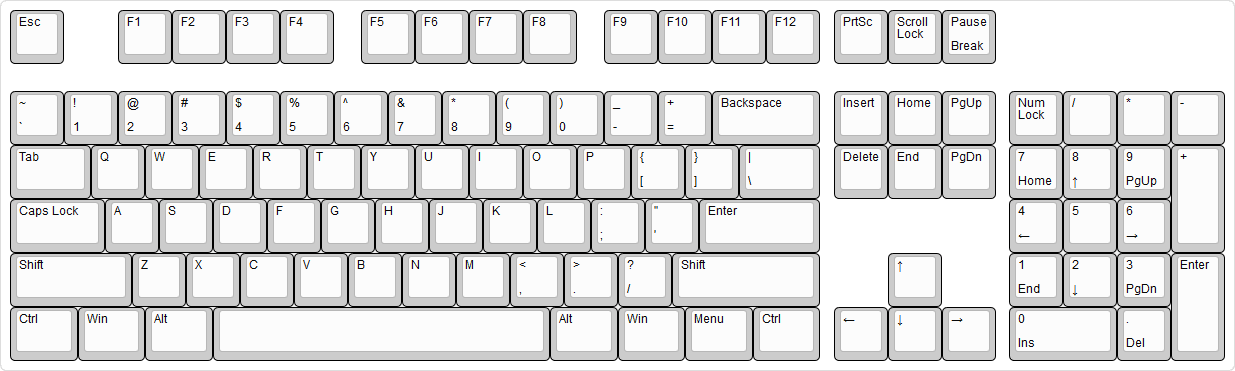 Esc F1 F2 F3 F4 F5 F6 F7 F8 F9 F10 F11 F12 PrtSc Scroll Pause
Lock
Break
~ ! @ # $ % ^ & * ( ) _ + Backspace Insert Home PgUp Num / * -
Lock
` 1 2 3 4 5 6 7 8 9 0 - =
Tab Q W E R T Y U I O P { } | Delete End PgDn 7 8 9 +
[ ] \ Home ↑ PgUp
Caps Lock A S D F G H J K L : " Enter 4 5 6
; ' ← →
Shift Z X C V B N M < > ? Shift ↑ 1 2 3 Enter
, . / End ↓ PgDn
Ctrl Win Alt Alt Win Menu Ctrl ← ↓ → 0 .
Ins Del